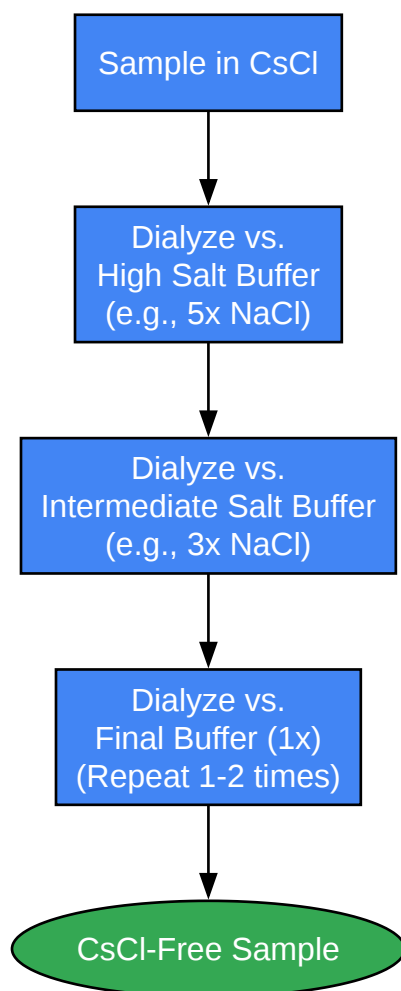 Sample in CsCl
Dialyze vs.
High Salt Buffer
(e.g., 5x NaCl)
Dialyze vs.
Intermediate Salt Buffer
(e.g., 3x NaCl)
Dialyze vs.
Final Buffer (1x)
(Repeat 1-2 times)
CsCl-Free Sample